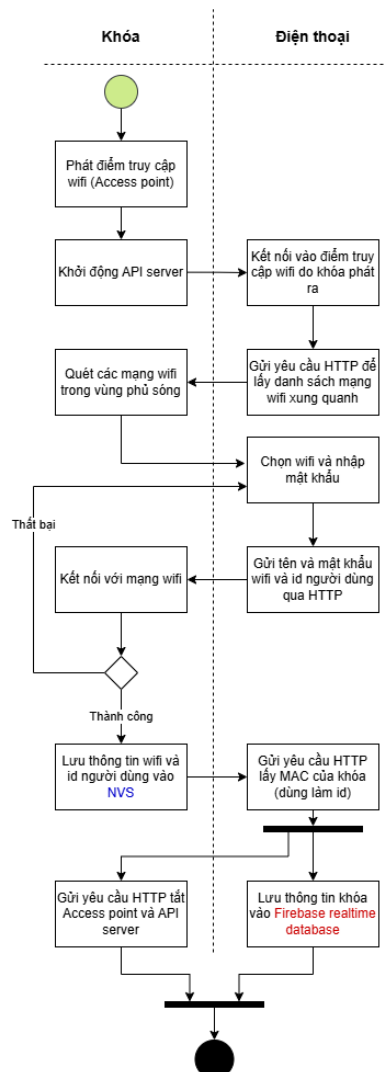 Khóa
Điện thoại
Phát điểm truy cập
wifi (Access point)
Khởi động API server
Kết nối vào điểm truy
cập wifi do khóa phát
ra
Quét các mạng wifi
trong vùng phủ sóng
Gửi yêu cầu HTTP để
lấy danh sách mạng
wifi xung quanh
Chọn wifi và nhập
mật khẩu
Thất bại
Kết nối với mạng wifi
Gửi tên và mật khẩu
wifi và id người dùng
qua HTTP
Thành công
Lưu thông tin wifi và
id người dùng vào
NVS
Gửi yêu cầu HTTP
lấy MAC của khóa
(dùng làm id)
Gửi yêu cầu HTTP tắt
Access point và API
server
Lưu thông tin khóa
vào Firebase realtime
database